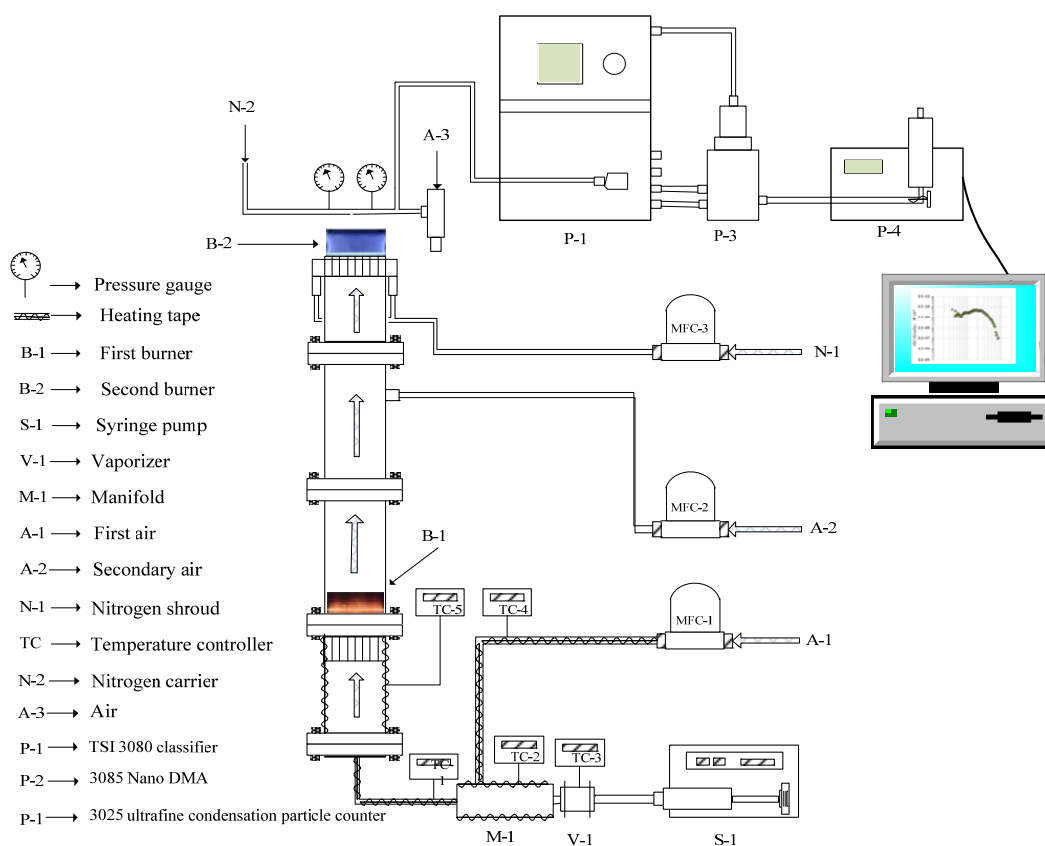 N-2
A-3
B-2
P-1
P-3
P-4
Pressure gauge
Heating tape
B-1 First burner
B-2 Second burner
S-1 Syringe pump
V-1 Vaporizer
M-1 Manifold
A-1 First air
A-2 Secondary air
N-1 Nitrogen shroud
TC Temperature controller
N-2 Nitrogen carrier
A-3 Air
P-1 TSI 3080 classifier
P-2 3085 Nano DMA
P-1 3025 ultrafine condensation particle counter
MFC-3
N-1
MFC-2
A-2
B-1
TC-5
TC-4
MFC-1
A-1
TC-1
TC-2
TC-3
M-1
V-1
S-1